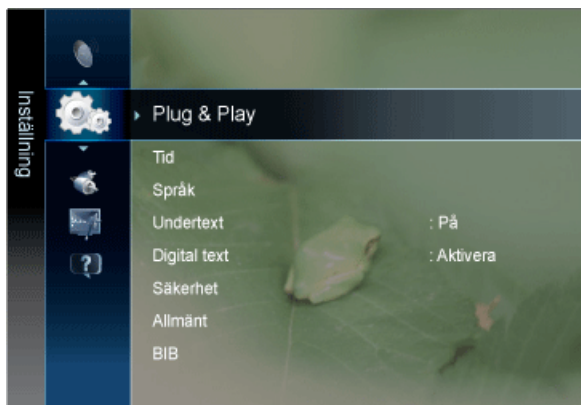 Inställning
Plug & Play
Tid
Språk
Undertext : På
Digital text : Aktivera
Säkerhet
Allmänt
BIB